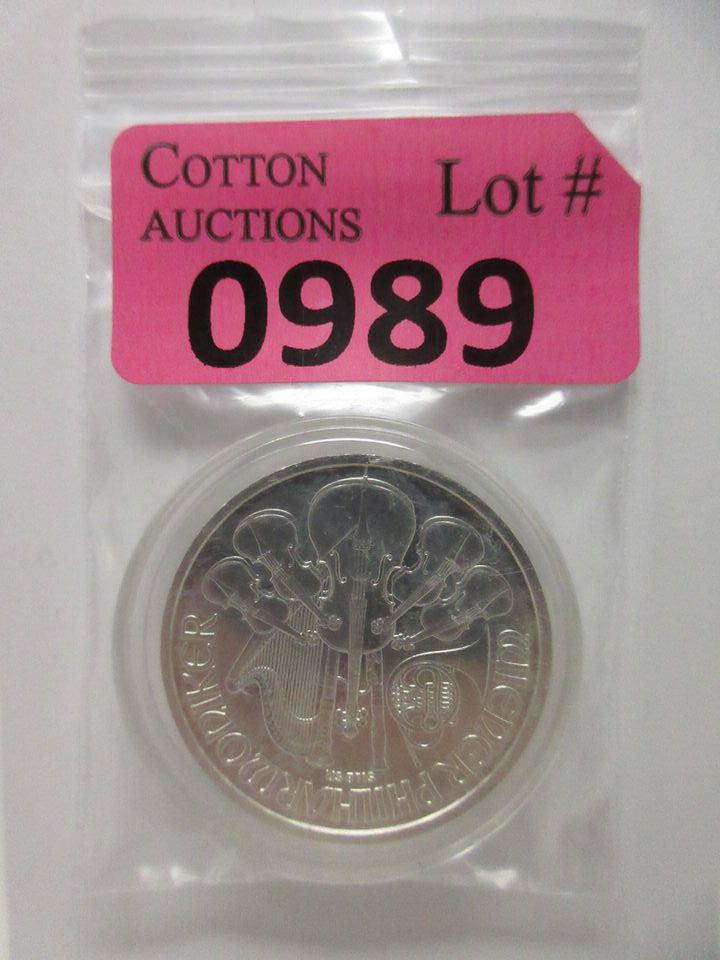 COTTON
AUCTIONS
Lot #
0989
WIENER PHILHARMONIKER